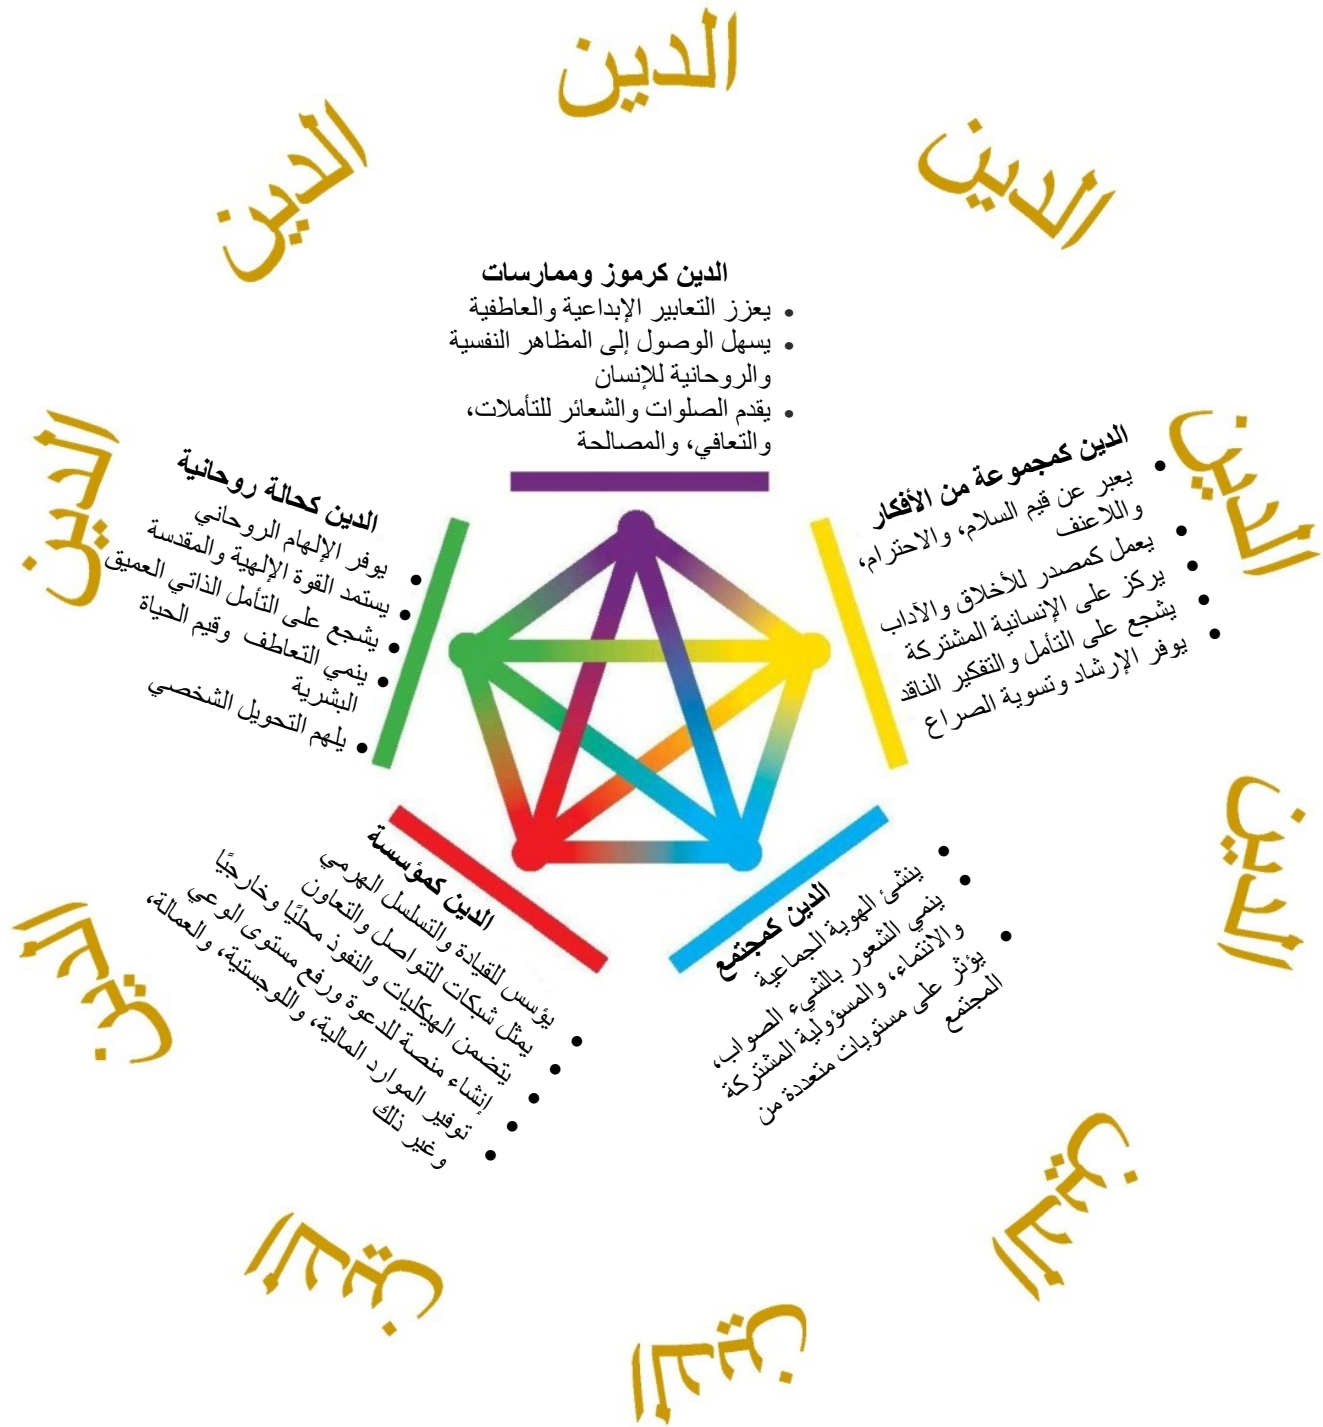 الدين
الدين
الدين
الدين
الدين
الدين
الدين
الدين
الدين
الدين
الدين
الدين كرموز وممارسات
• يعزز التعابير الإبداعية والعاطفية
• يسهل الوصول إلى المظاهر النفسية
والروحانية للإنسان
• يقدم الصلوات والشعائر للتأملات،
والتعافي، والمصالحة
الدين كمجموعة من الأفكار
• يعبر عن قيم السلام، والاحترام،
واللاعنف
• يعمل كمصدر للأخلاق والآداب
• يركز على الإنسانية المشتركة
• يشجع على التأمل والتفكير الناقد
• يوفر الإرشاد وتسوية الصراع
الدين كمجتمع
• ينشئ الهوية الجماعية
• ينمي الشعور بالشيء الصواب،
والانتماء، والمسؤولية المشتركة
• يؤثر على مستويات متعددة من
المجتمع
الدين كمؤسسة
• يؤسس للقيادة والتسلسل الهرمي
• يمثل شبكات للتواصل والتعاون
• يتضمن الهيكليات والنفوذ محليًا وخارجيًا
• إنشاء منصة للدعوة ورفع مستوى الوعي
• توفير الموارد المالية، واللوجستية، والعمالة،
وغير ذلك
الدين كحالة روحانية
• يوفر الإلهام الروحاني
• يستمد القوة الإلهية والمقدسة
• يشجع على التأمل الذاتي العميق
• ينمي التعاطف وقيم الحياة
البشرية
• يلهم التحويل الشخصي